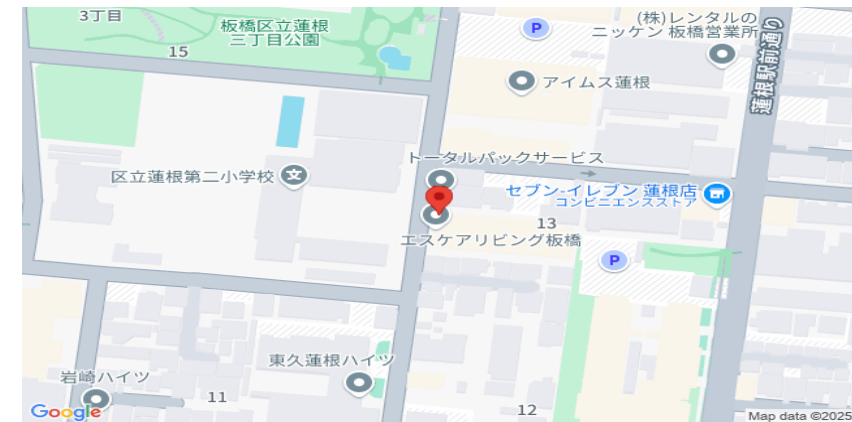 3丁目
板橋区立蓮根
三丁目公園
15
P
(株)レンタルの
ニッケン 板橋営業所
蓮根駅前通り
アイムス蓮根
トータルパックサービス
区立蓮根第二小学校
文
セブン-イレブン 蓮根店
コンビニエンスストア
13
エスケアリビング板橋
P
東久蓮根ハイツ
岩崎ハイツ
11
12
Google
Map data ©2025